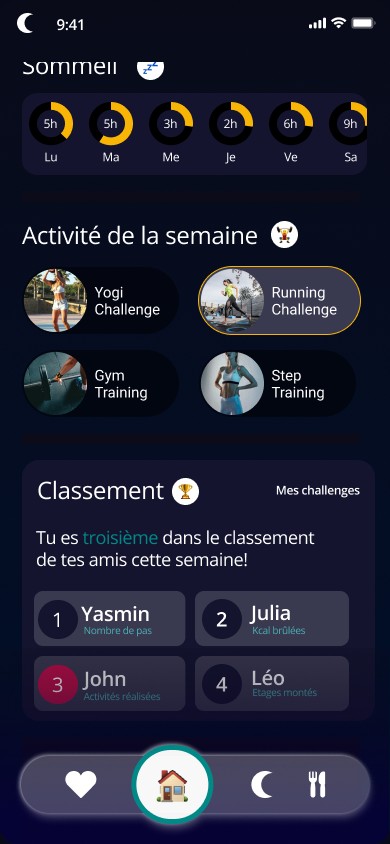 9:41
Sommeil
5h
5h
3h
2h
6h
9h
Lu
Ma
Me
Je
Ve
Sa
Activité de la semaine
Yogi
Challenge
Running
Challenge
Gym
Training
Step
Training
Classement
Mes challenges
Tu es troisième dans le classement
de tes amis cette semaine!
1
Yasmin
Nombre de pas
2
Julia
Kcal brûlées
3
John
Activités réalisées
4
Léo
Etages montés